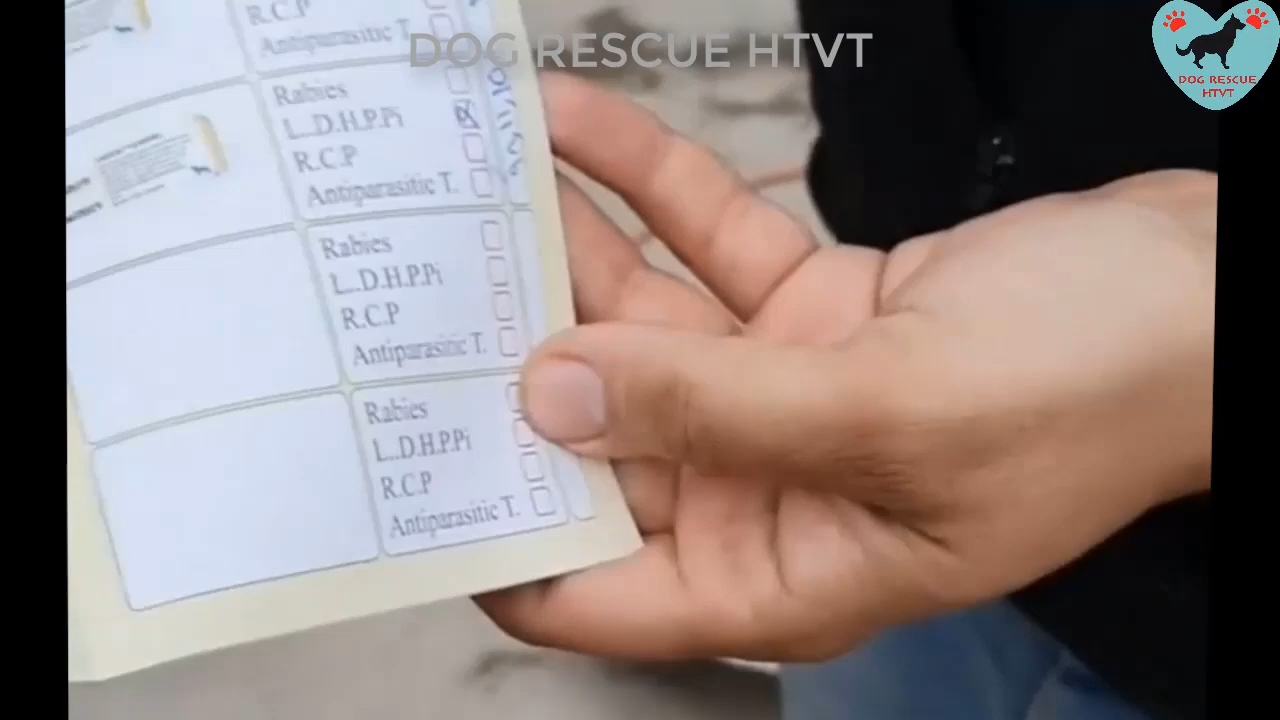 R.C.P
Antiparasitic T.
DOG RESCUE HTVT
DOG RESCUE
HTVT
Rabies
L..D.H.P.Pi
R.C.P
Antiparasitic T.
Rabies
L..D.H.P.Pi
R.C.P
Antiparasitic T.
Rabies
L..D.H.P.Pi
R.C.P
Antiparasitic T.